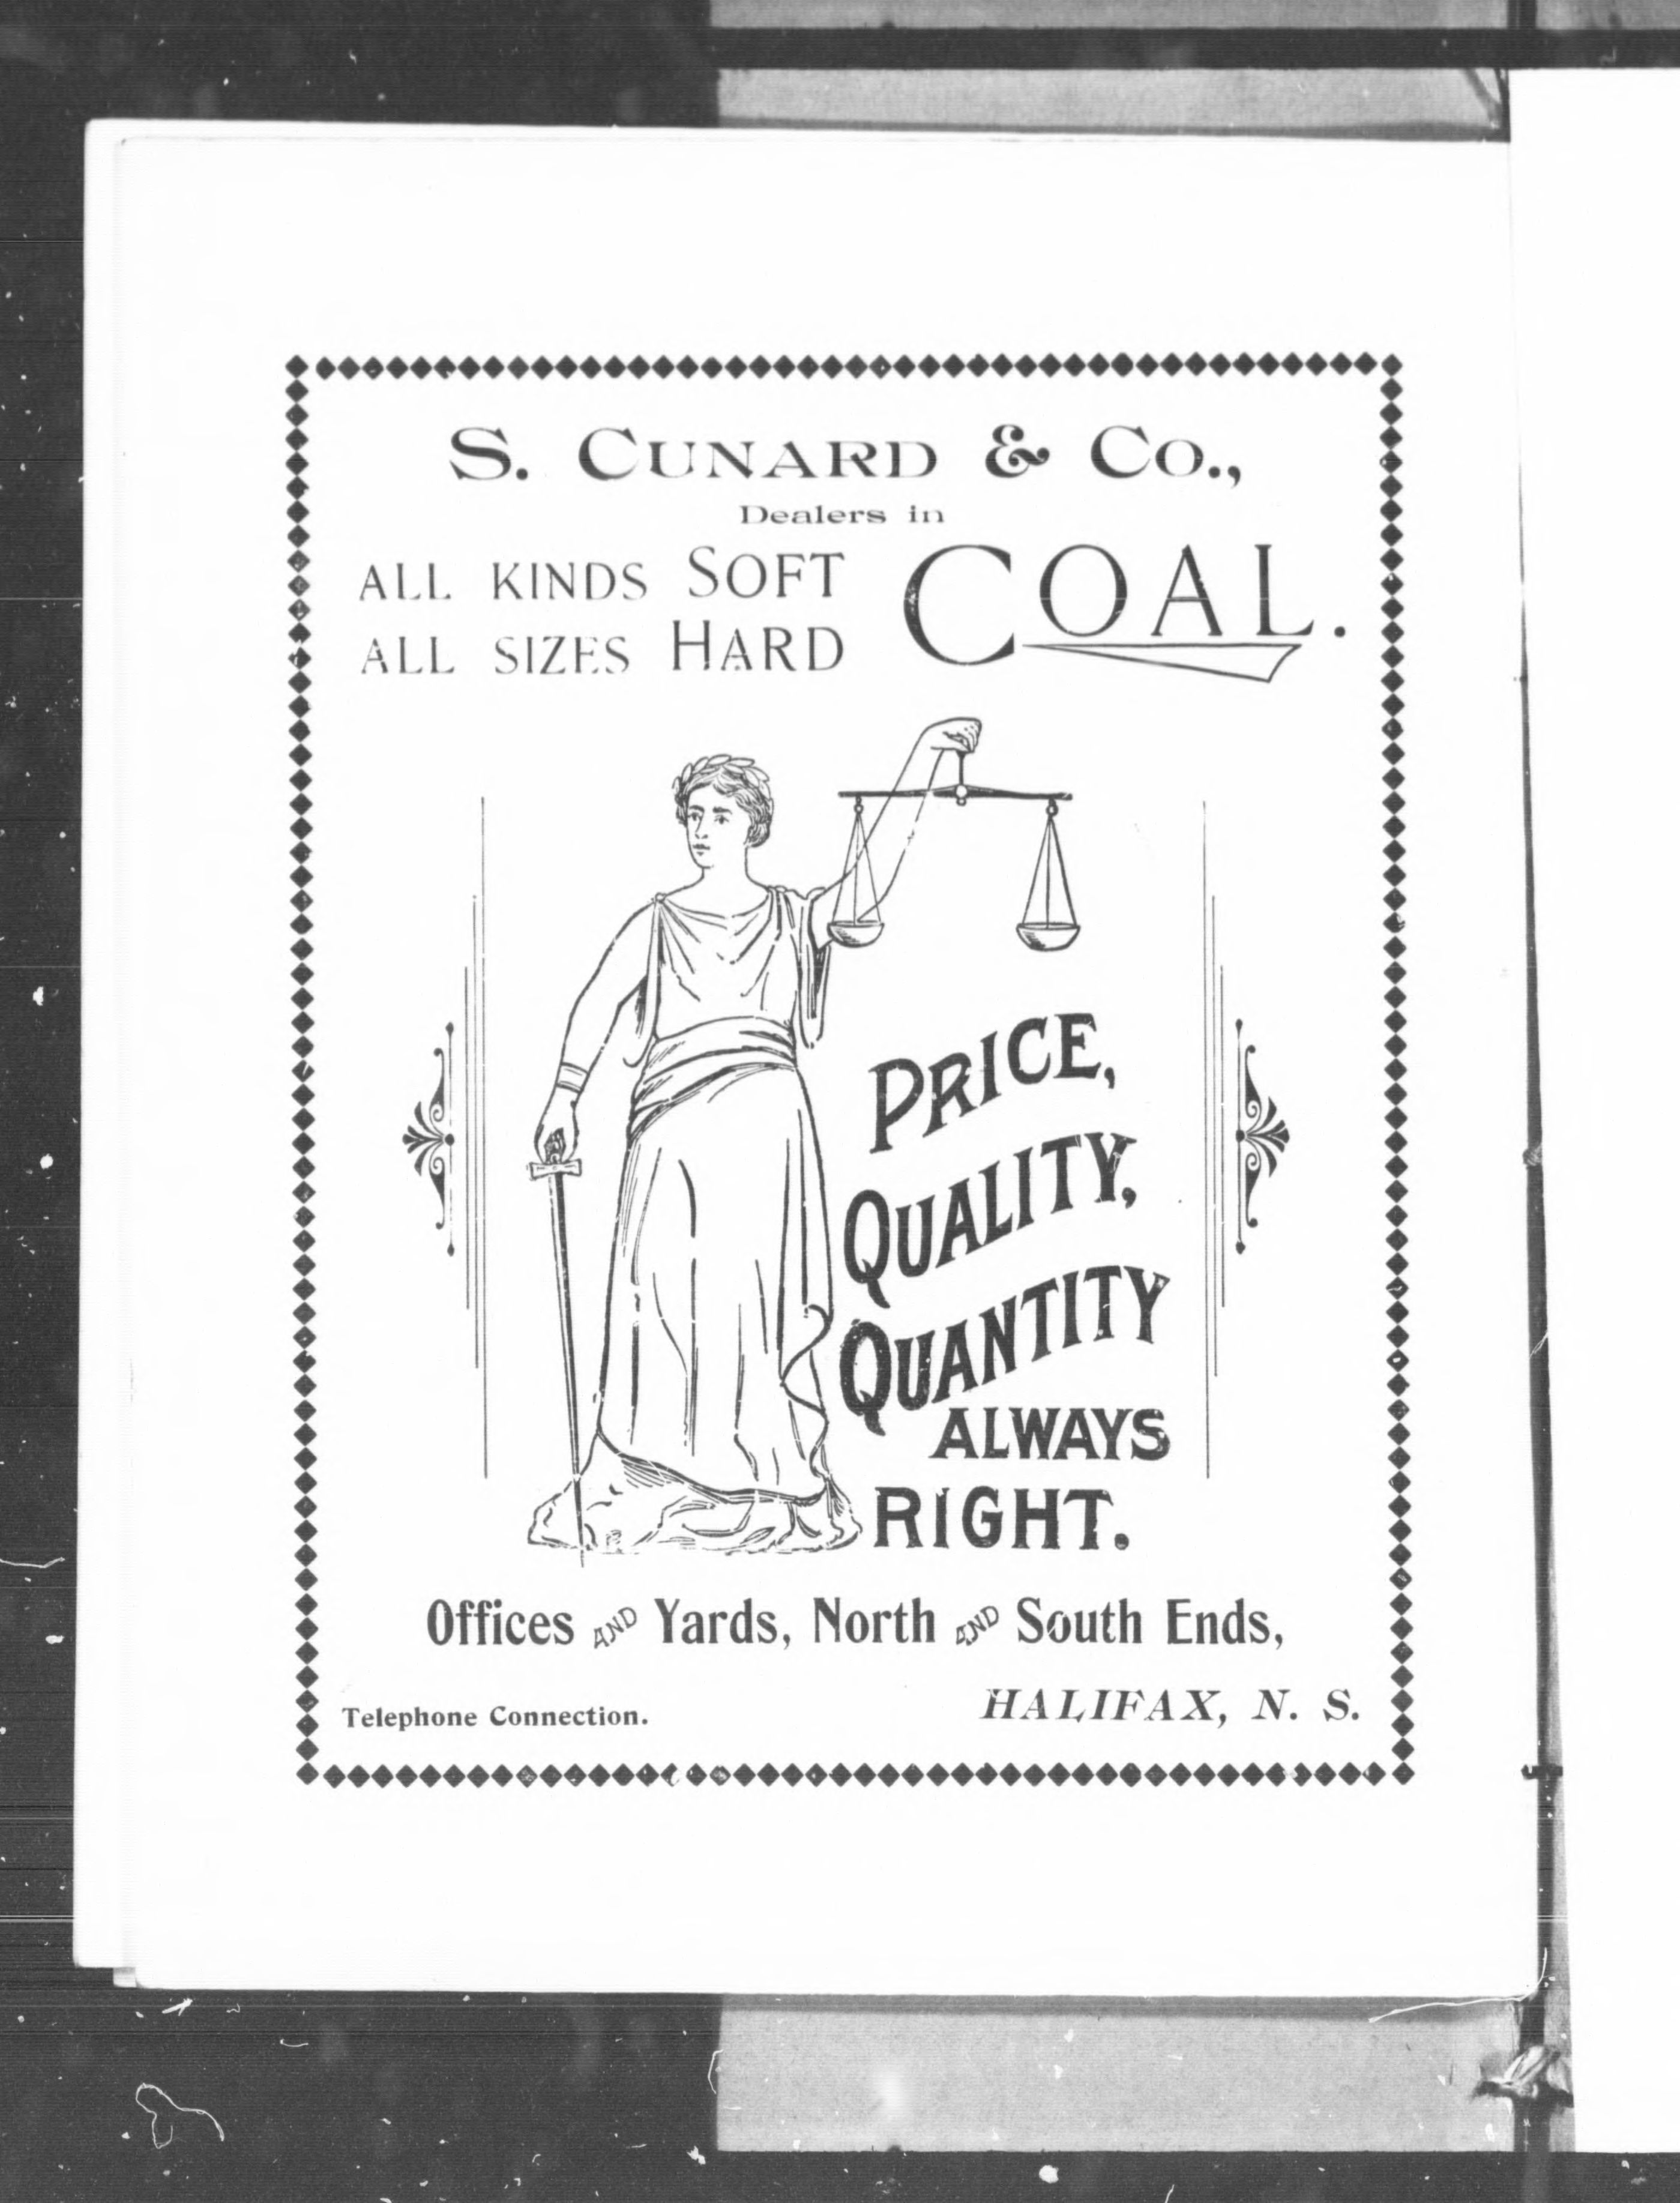 S. CUNARD & CO.,
Dealers in
ALL KINDS SOFT
ALL SIZES HARD
COAL.
PRICE,
QUALITY,
QUANTITY
ALWAYS
RIGHT.
Offices AND Yards, North AND South Ends,
Telephone Connection.
HALIFAX, N. S.